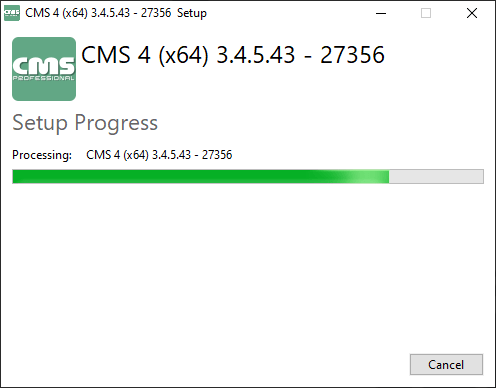 CMS 4 (x64) 3.4.5.43 - 27356 Setup
CMS
PROFESSIONAL
CMS 4 (x64) 3.4.5.43 - 27356
Setup Progress
Processing: CMS 4 (x64) 3.4.5.43 - 27356
Cancel